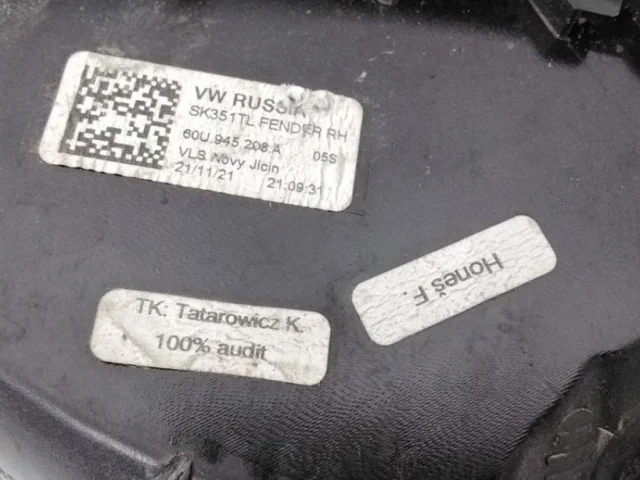 VW RUSSIA
SK351TL FENDER RH
60U.945.208.A 05S
VLS Novy Jicin
21/11/21 21:09:31
Honeš F.
TK: Tatarowicz K.
100% audit